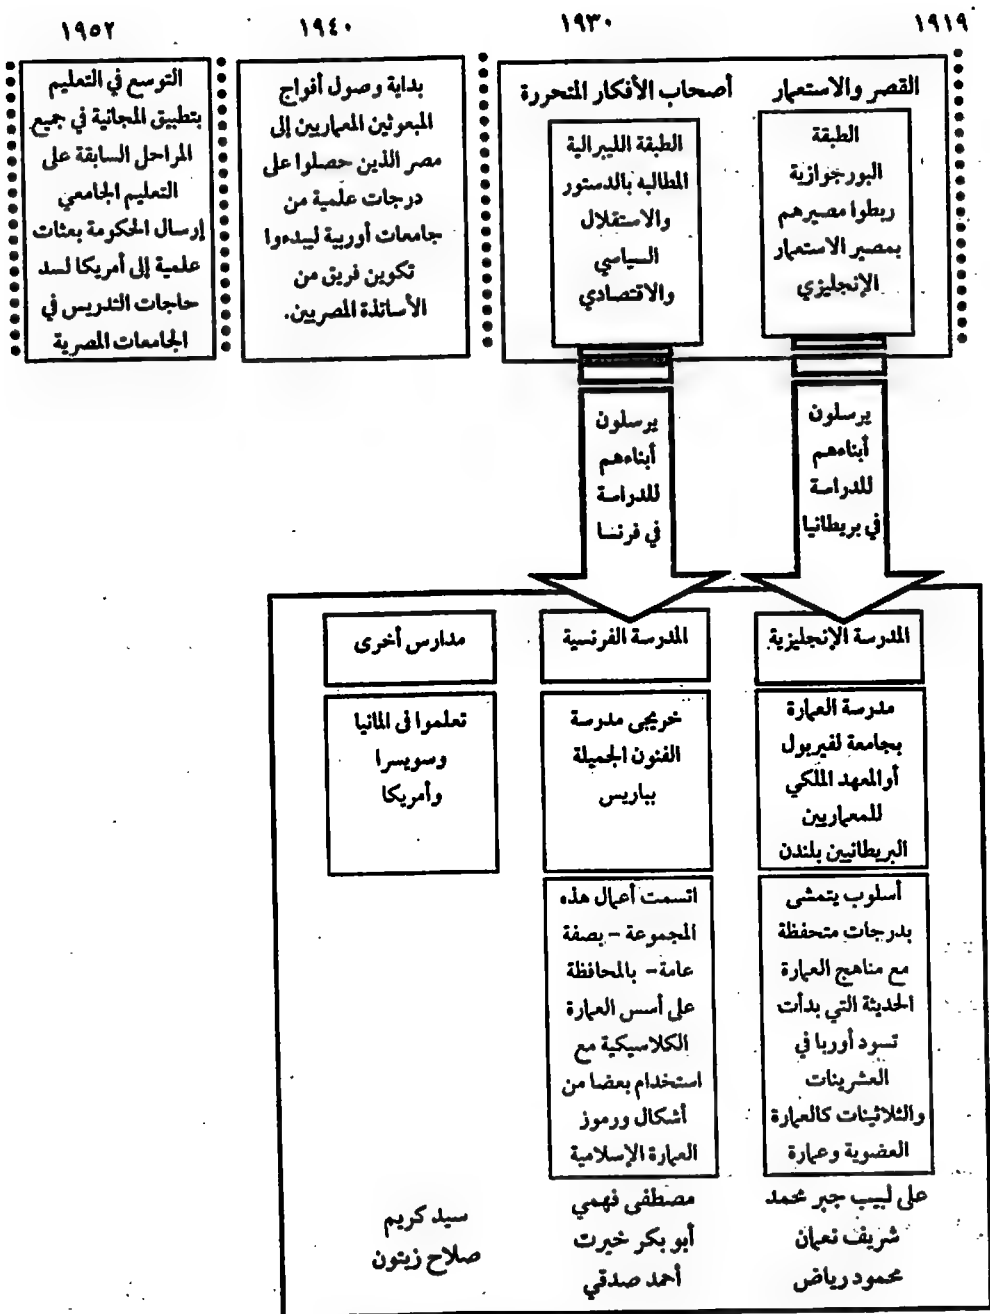 ١٩١٩
١٩٣٠
١٩٤٠
١٩٥٢
القصر والاستعمار
الطبقة
البورجوازية
ربطوا مصيرهم
بمصير الاستعمار
الإنجليزي
أصحاب الأفكار المتحررة
الطبقة الليبرالية
المطالبه بالدستور
والاستقلال
السياسي
والاقتصادي
بداية وصول أفواج
المبعوثين المعماريين إلى
مصر الذين حصلوا على
درجات علمية من
جامعات أوربية ليبدءوا
تكوين فريق من
الأساتذة المصريين.
التوسع في التعليم
بتطبيق المجانية في جميع
المراحل السابقة على
التعليم الجامعي
إرسال الحكومة بعثات
علمية إلى أمريكا لسد
حاجات التدريس في
الجامعات المصرية
يرسلون
أبناءهم
للدراسة
في بريطانيا
يرسلون
أبناءهم
للدراسة
في فرنسا
المدرسة الإنجليزية
مدرسة العمارة
بجامعة لفيربول
أوالمعهد الملكي
للمعماريين
البريطانيين بلندن
أسلوب يتمشى
بدرجات متحفظة
مع مناهج العمارة
الحديثة التي بدأت
تسود أوربا في
العشرينات
والثلاثينات كالعمارة
العضوية وعمارة
على لبيب جبر محمد
شريف نعمان
محمود رياض
المدرسة الفرنسية
خريجى مدرسة
الفنون الجميلة
بباريس
اتسمت أعمال هذه
المجموعة – بصفة
عامة– بالمحافظة
على أسس العمارة
الكلاسيكية مع
استخدام بعضا من
أشكال ورموز
العمارة الإسلامية
مصطفى فهمي
أبو بكر خيرت
أحمد صدقي
مدارس أخرى
تعلموا فى المانيا
وسويسرا
وأمريكا
سيد كريم
صلاح زيتون